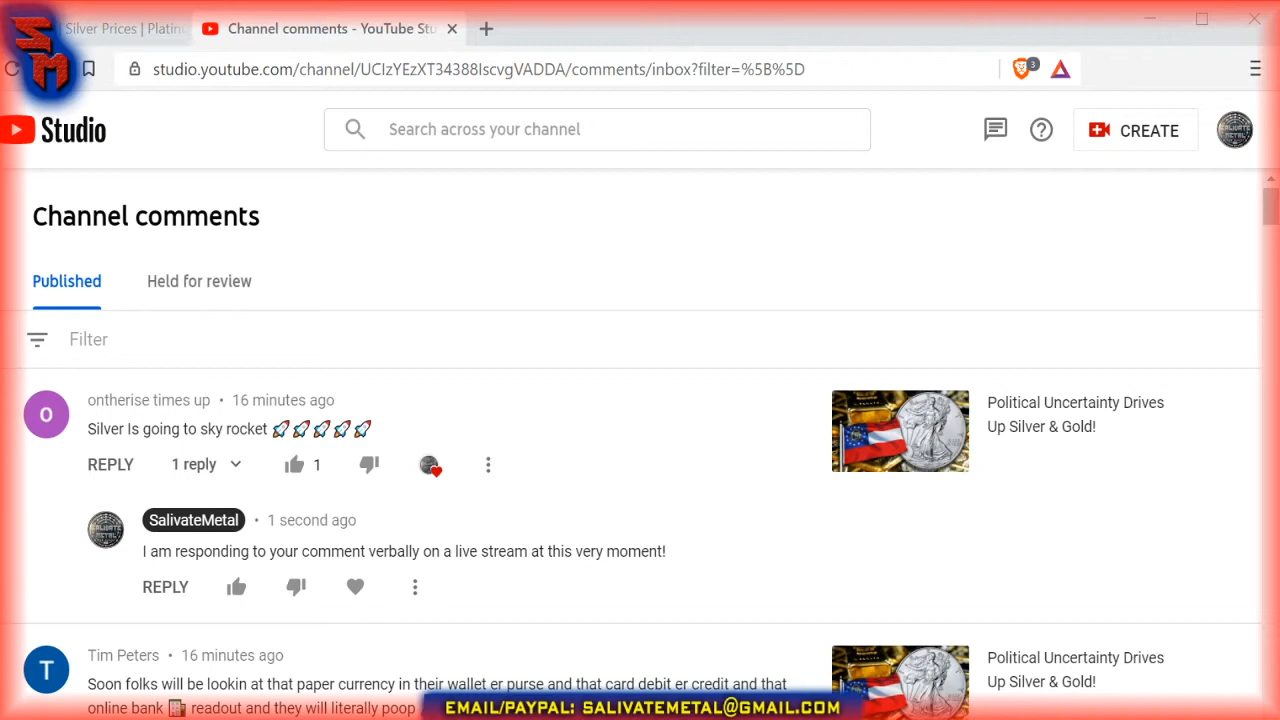 SM
Silver Prices | Platin
Channel comments - YouTube Stu
studio.youtube.com/channel/UCIzYEzXT34388IscvgVADDA/comments/inbox?filter=%5B%5D
3
Studio
Search across your channel
CREATE
Channel comments
Published
Held for review
Filter
ontherise times up • 16 minutes ago
Silver Is going to sky rocket 🚀🚀🚀🚀🚀
REPLY 1 reply 1
Political Uncertainty Drives
Up Silver & Gold!
SalivateMetal • 1 second ago
I am responding to your comment verbally on a live stream at this very moment!
REPLY
Tim Peters • 16 minutes ago
Soon folks will be lookin at that paper currency in their wallet er purse and that card debit er credit and that
online bank 🏦 readout and they will literally poop
Political Uncertainty Drives
Up Silver & Gold!
EMAIL/PAYPAL: SALIVATEMETAL@GMAIL.COM